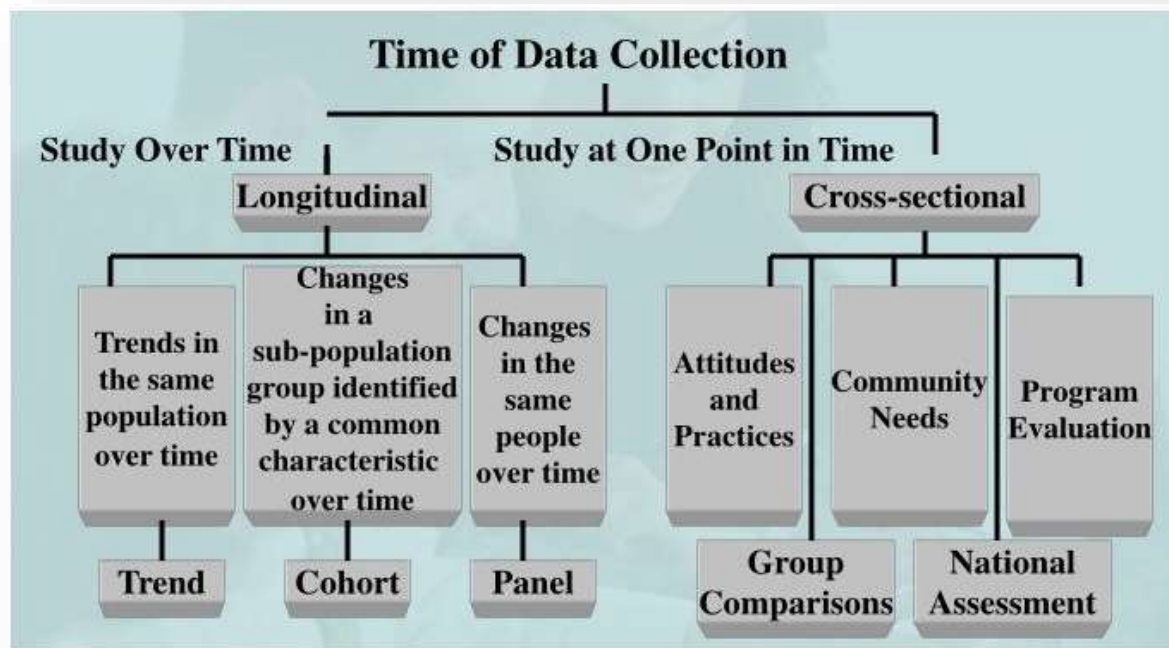 Time of Data Collection
Study Over Time
Study at One Point in Time
Longitudinal
Cross-sectional
Trends in
the same
population
over time
Changes
in a
sub-population
group identified
by a common
characteristic
over time
Changes
in the
same
people
over time
Attitudes
and
Practices
Community
Needs
Program
Evaluation
Trend
Cohort
Panel
Group
Comparisons
National
Assessment